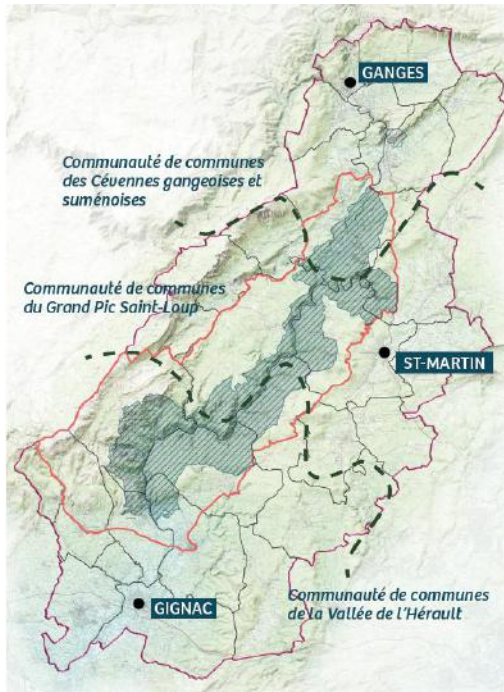 GANGES
Communauté de communes
des Cévennes gangeoises et
suménoises
Communauté de communes
du Grand Pic Saint-Loup
ST-MARTIN
Communauté de communes
de la Vallée de l'Hérault
GIGNAC